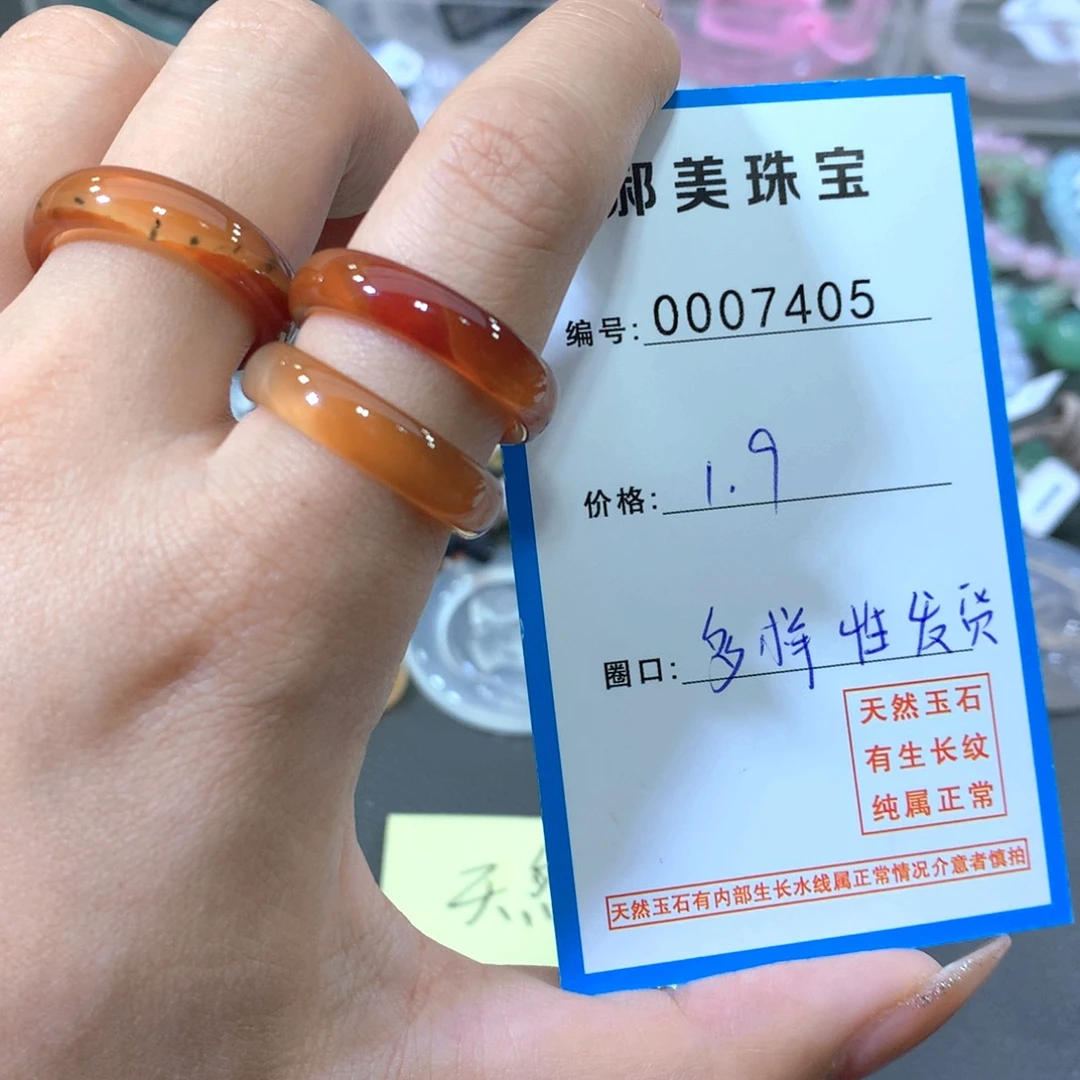 美珠宝
编号: 0007405
价格: 1.9
圈口: 多样性发货
天然玉石
有生长纹
纯属正常
天然玉石有内部生长水线属正常情况介意者慎拍
天